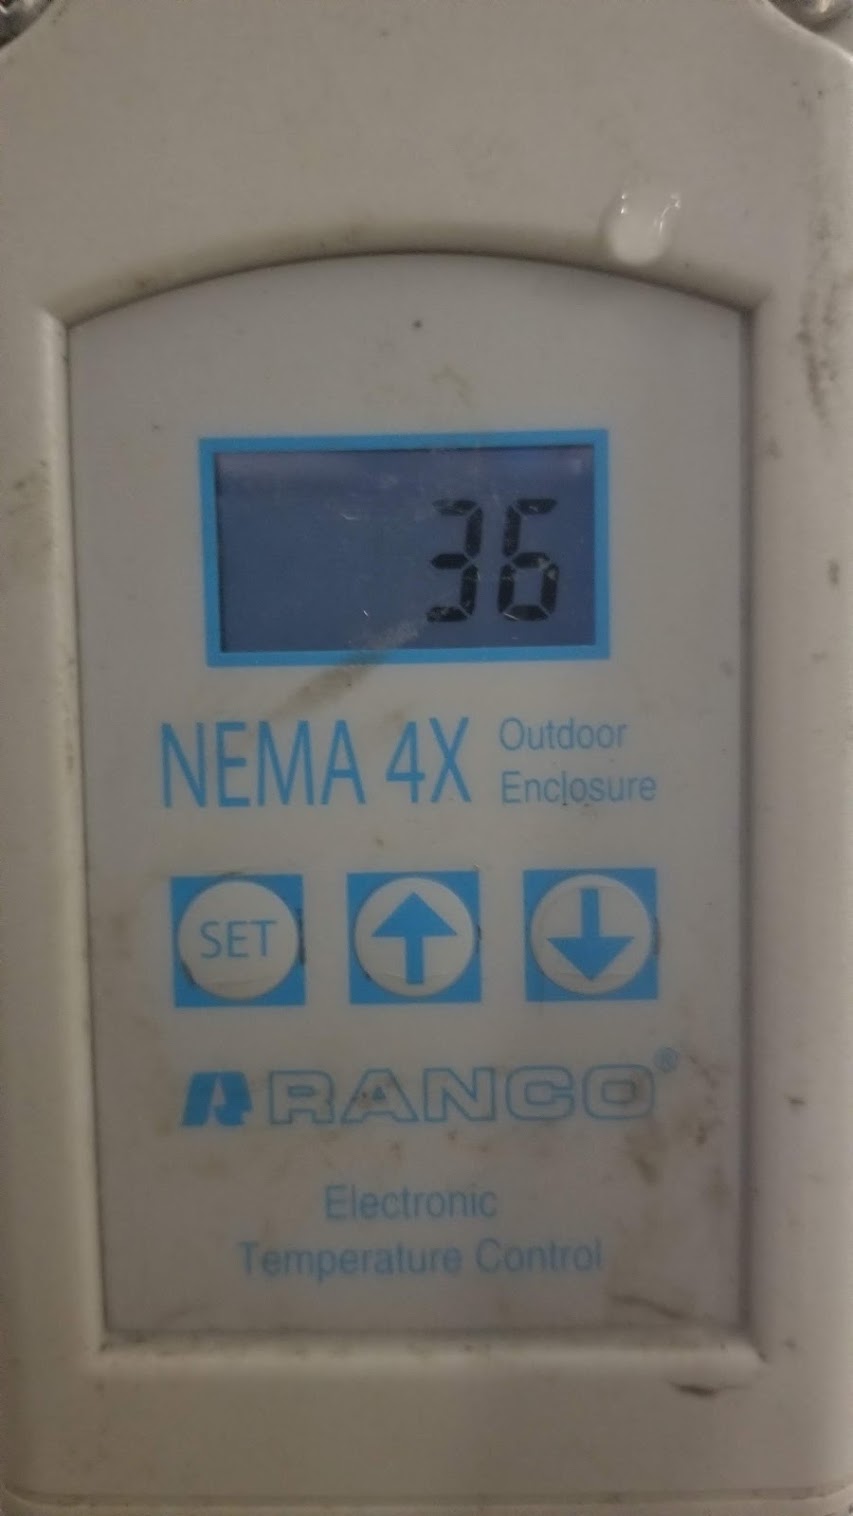 36
NEMA 4X Outdoor Enclosure
SET
RANCO®
Electronic
Temperature Control